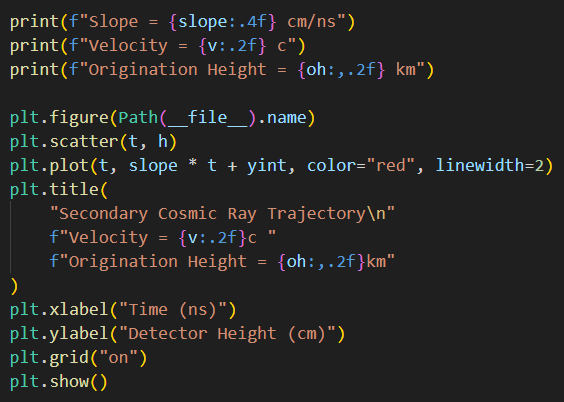 print(f"Slope = {slope:.4f} cm/ns")
print(f"Velocity = {v:.2f} c")
print(f"Origination Height = {oh:,.2f} km")

plt.figure(Path(__file__).name)
plt.scatter(t, h)
plt.plot(t, slope * t + yint, color="red", linewidth=2)
plt.title(
    "Secondary Cosmic Ray Trajectory\n"
    f"Velocity = {v:.2f}c "
    f"Origination Height = {oh:,.2f}km"
)
plt.xlabel("Time (ns)")
plt.ylabel("Detector Height (cm)")
plt.grid("on")
plt.show()